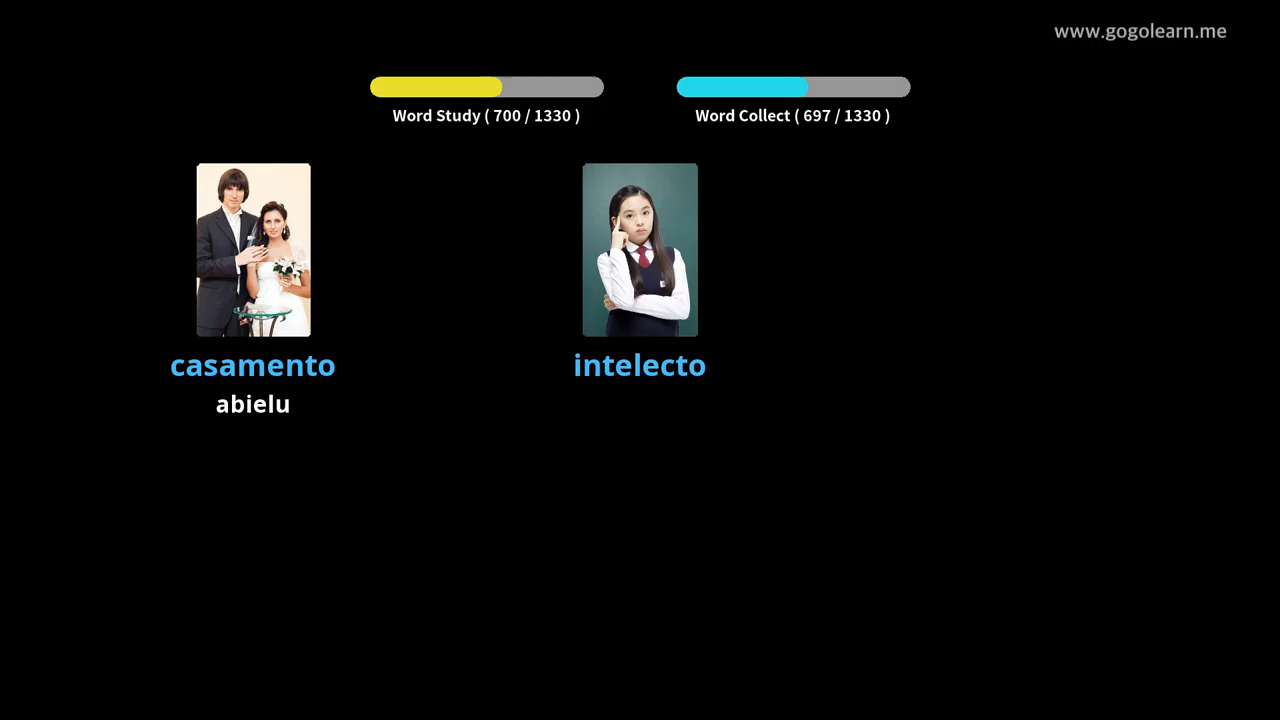 www.gogolearn.me
Word Study ( 700 / 1330 )
Word Collect ( 697 / 1330 )
casamento
intelecto
abielu